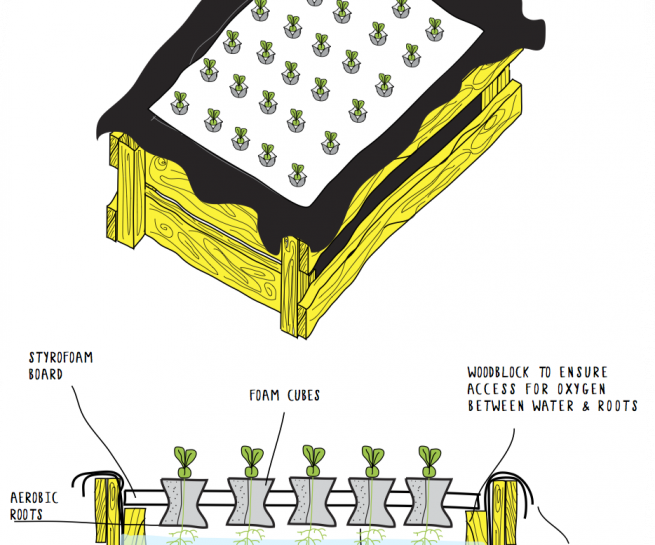 STYROFOAM
BOARD
FOAM CUBES
WOODBLOCK TO ENSURE
ACCESS FOR OXYGEN
BETWEEN WATER & ROOTS
AEROBIC
ROOTS